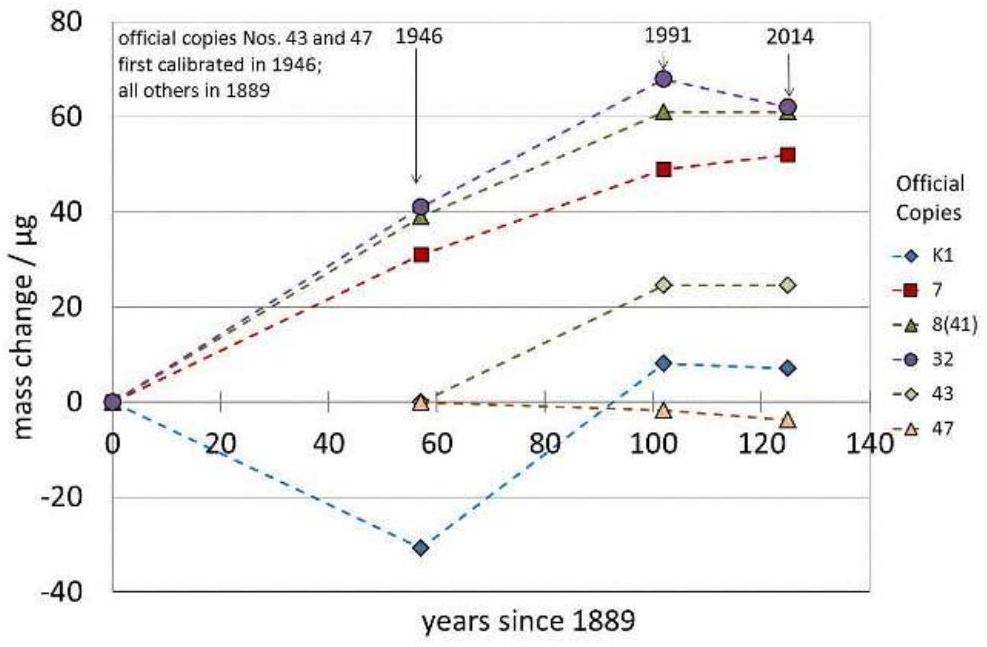 80
60
40
20
0
-20
-40
mass change / µg
official copies Nos. 43 and 47
first calibrated in 1946;
all others in 1889
1946
1991
2014
0 20 40 60 80 100 120 140
years since 1889
Official
Copies
K1
7
8(41)
32
43
47